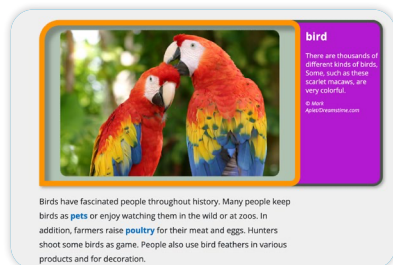 bird
There are thousands of
different kinds of birds,
Some, such as these
scarlet macaws, are
very colorful.
© Morit
Aplet/Dreamstime.com
Birds have fascinated people throughout history. Many people keep
birds as pets or enjoy watching them in the wild or at zoos. In
addition, farmers raise poultry for their meat and eggs. Hunters
shoot some birds as game. People also use bird feathers in various
products and for decoration.